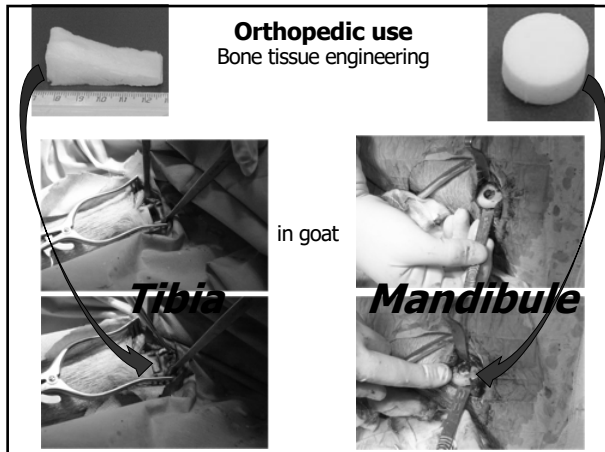 Orthopedic use
Bone tissue engineering
in goat
Tibia
Mandibule